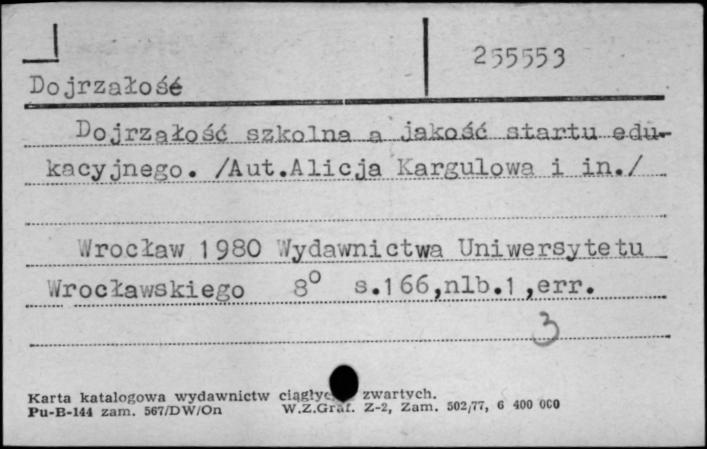 255553
Dojrzałość
Dojrzałość szkolna a jakość startu edu-
kacyjnego. /Aut.Alicja Kargulowa i in./
Wrocław 1980 Wydawnictwa Uniwersytetu
Wrocławskiego 8° s.166,nlb.1,err.
3
Karta katalogowa wydawnictw zwartych.
Pu-B-144 zam. 567/DW/On W.Z.Graf. Z-2, Zam. 502/77, 6 400 000